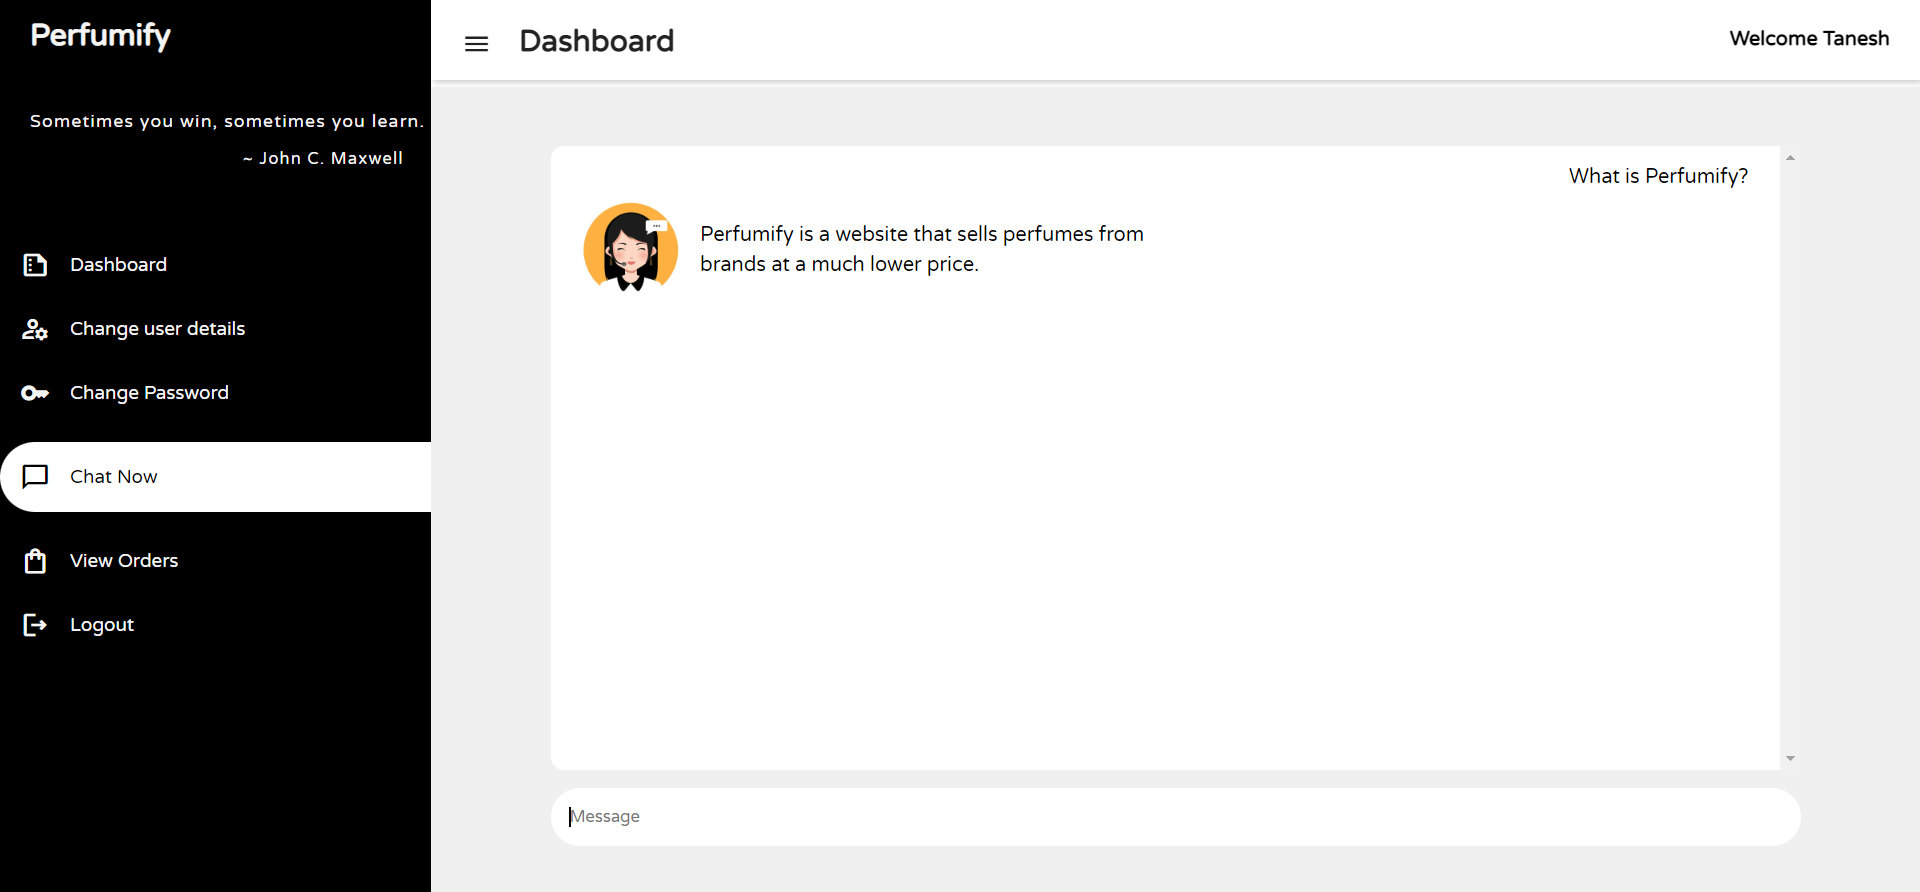 Perfumify
Sometimes you win, sometimes you learn.
~ John C. Maxwell
Dashboard
Change user details
Change Password
Chat Now
View Orders
Logout
Dashboard
Welcome Tanesh
What is Perfumify?
Perfumify is a website that sells perfumes from
brands at a much lower price.
Message